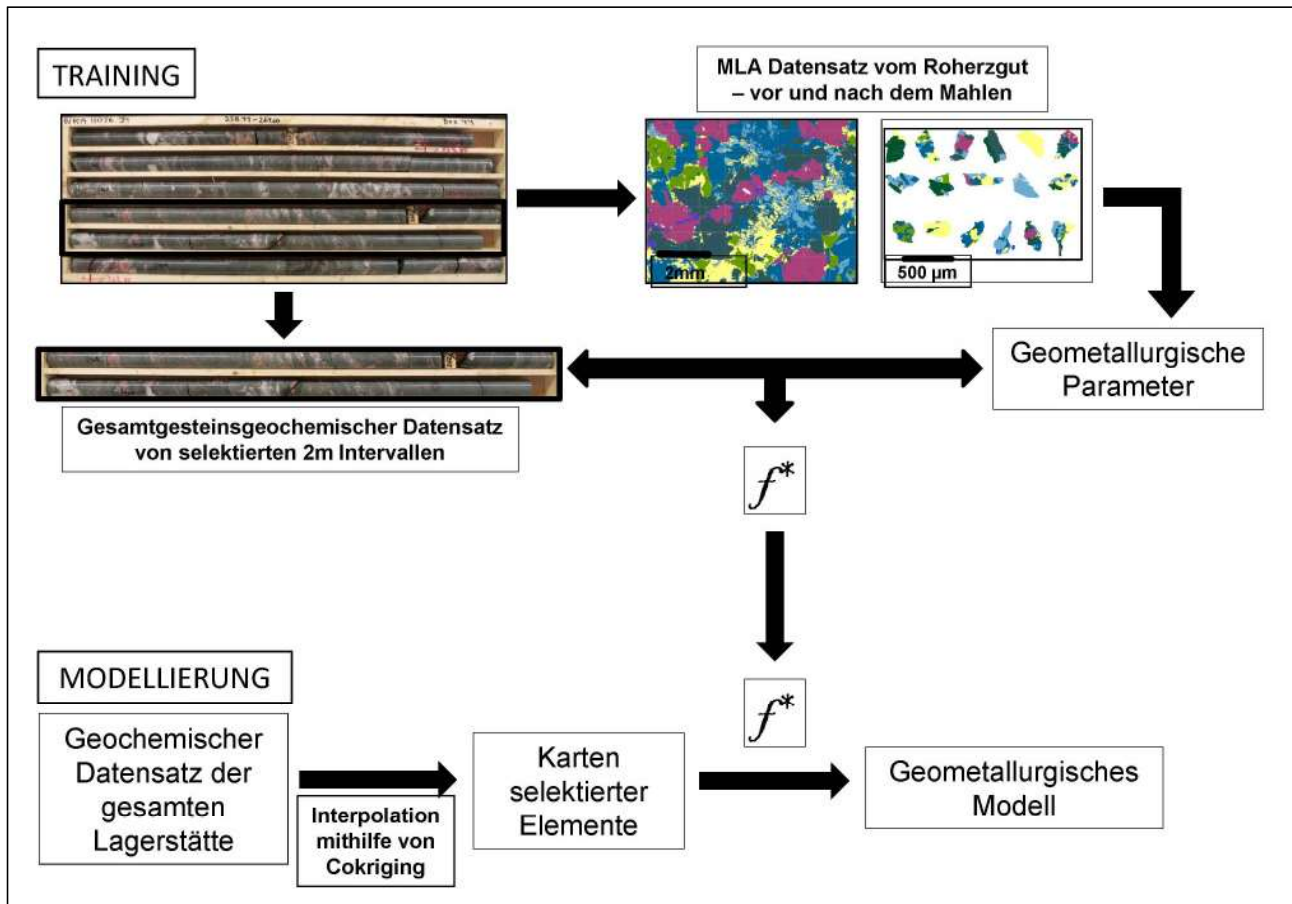 TRAINING
MLA Datensatz vom Roherzgut
– vor und nach dem Mahlen
2mm
500 µm
Geometallurgische
Parameter
Gesamtgesteinsgeochemischer Datensatz
von selektierten 2m Intervallen
f*
MODELLIERUNG
f*
Geochemischer
Datensatz der
gesamten
Lagerstätte
Interpolation
mithilfe von
Cokriging
Karten
selektierter
Elemente
Geometallurgisches
Modell